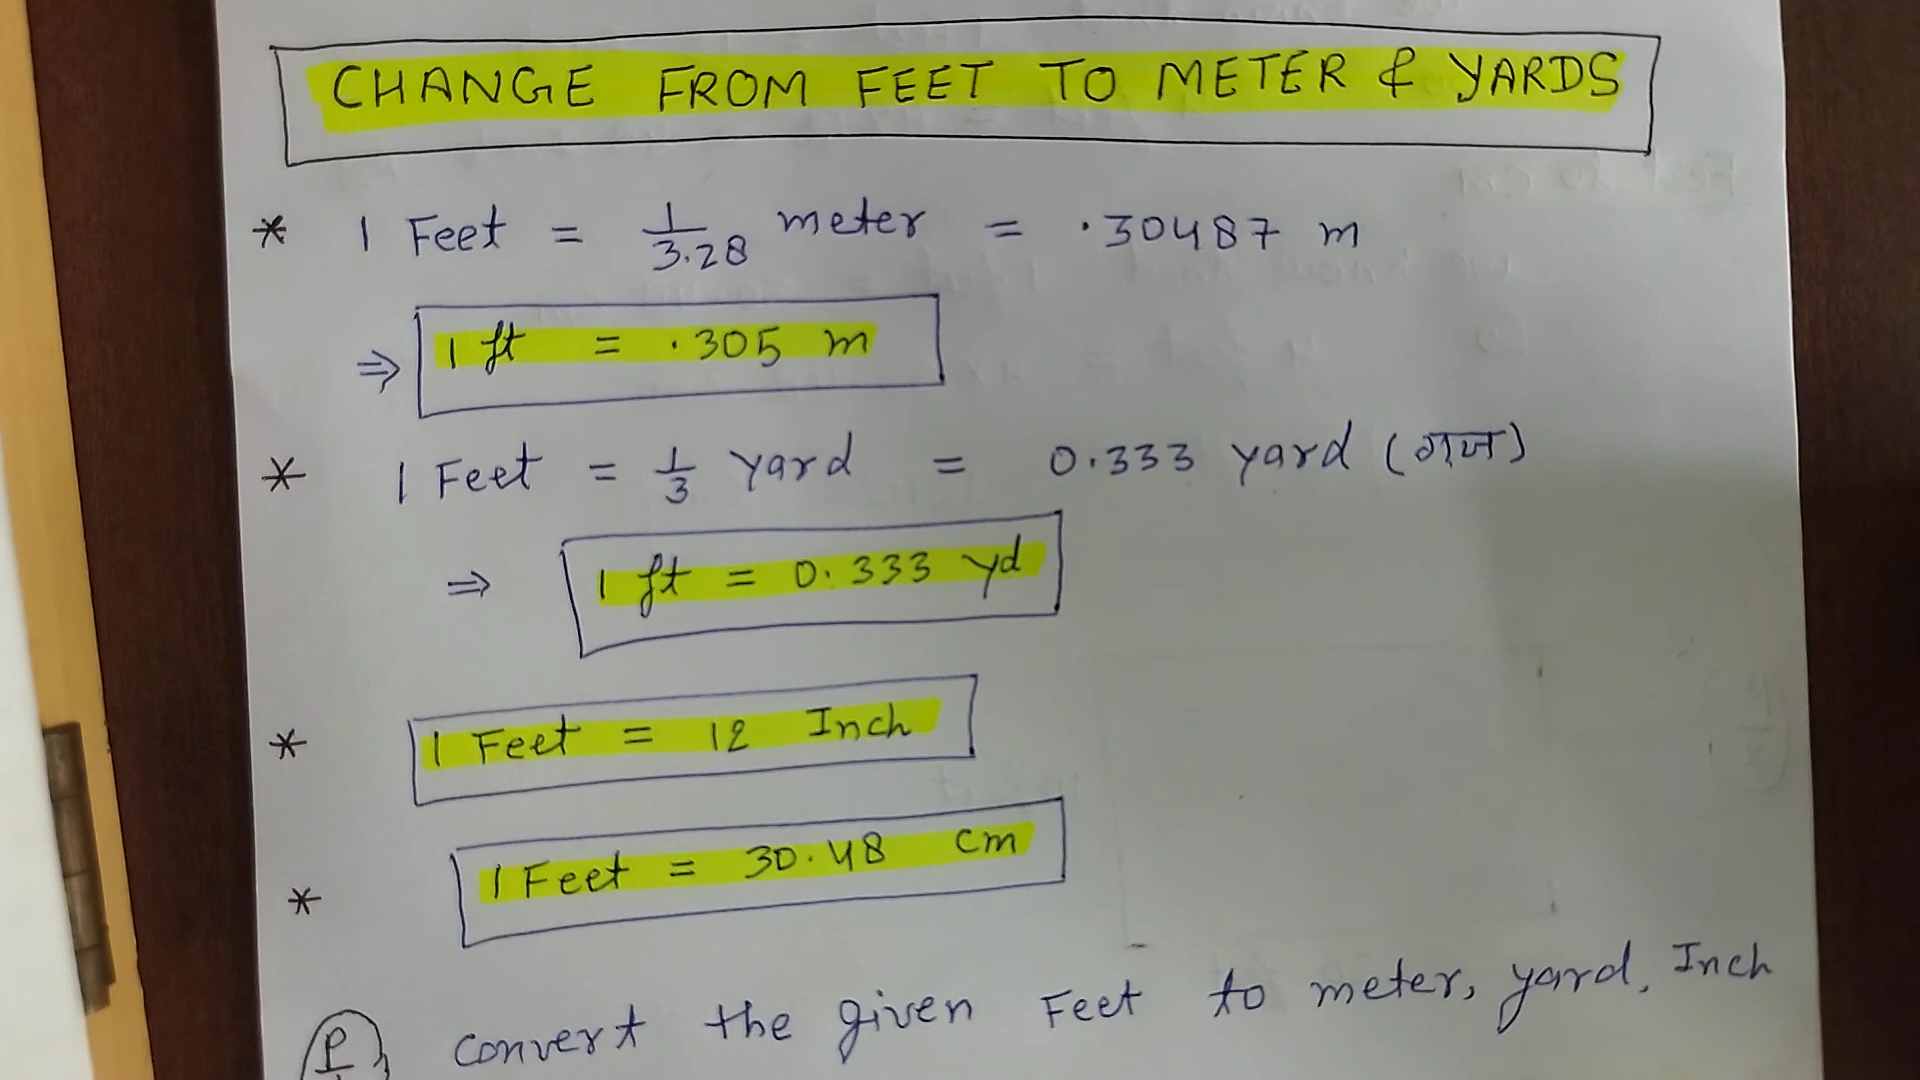 CHANGE FROM FEET TO METER & YARDS
* 1 Feet = 1/3.28 meter = .30487 m
⇒ 1 ft = .305 m
* 1 Feet = 1/3 yard = 0.333 yard (गज)
⇒ 1 ft = 0.333 yd
* 1 Feet = 12 Inch
* 1 Feet = 30.48 cm
convert the given Feet to meter, yard, Inch